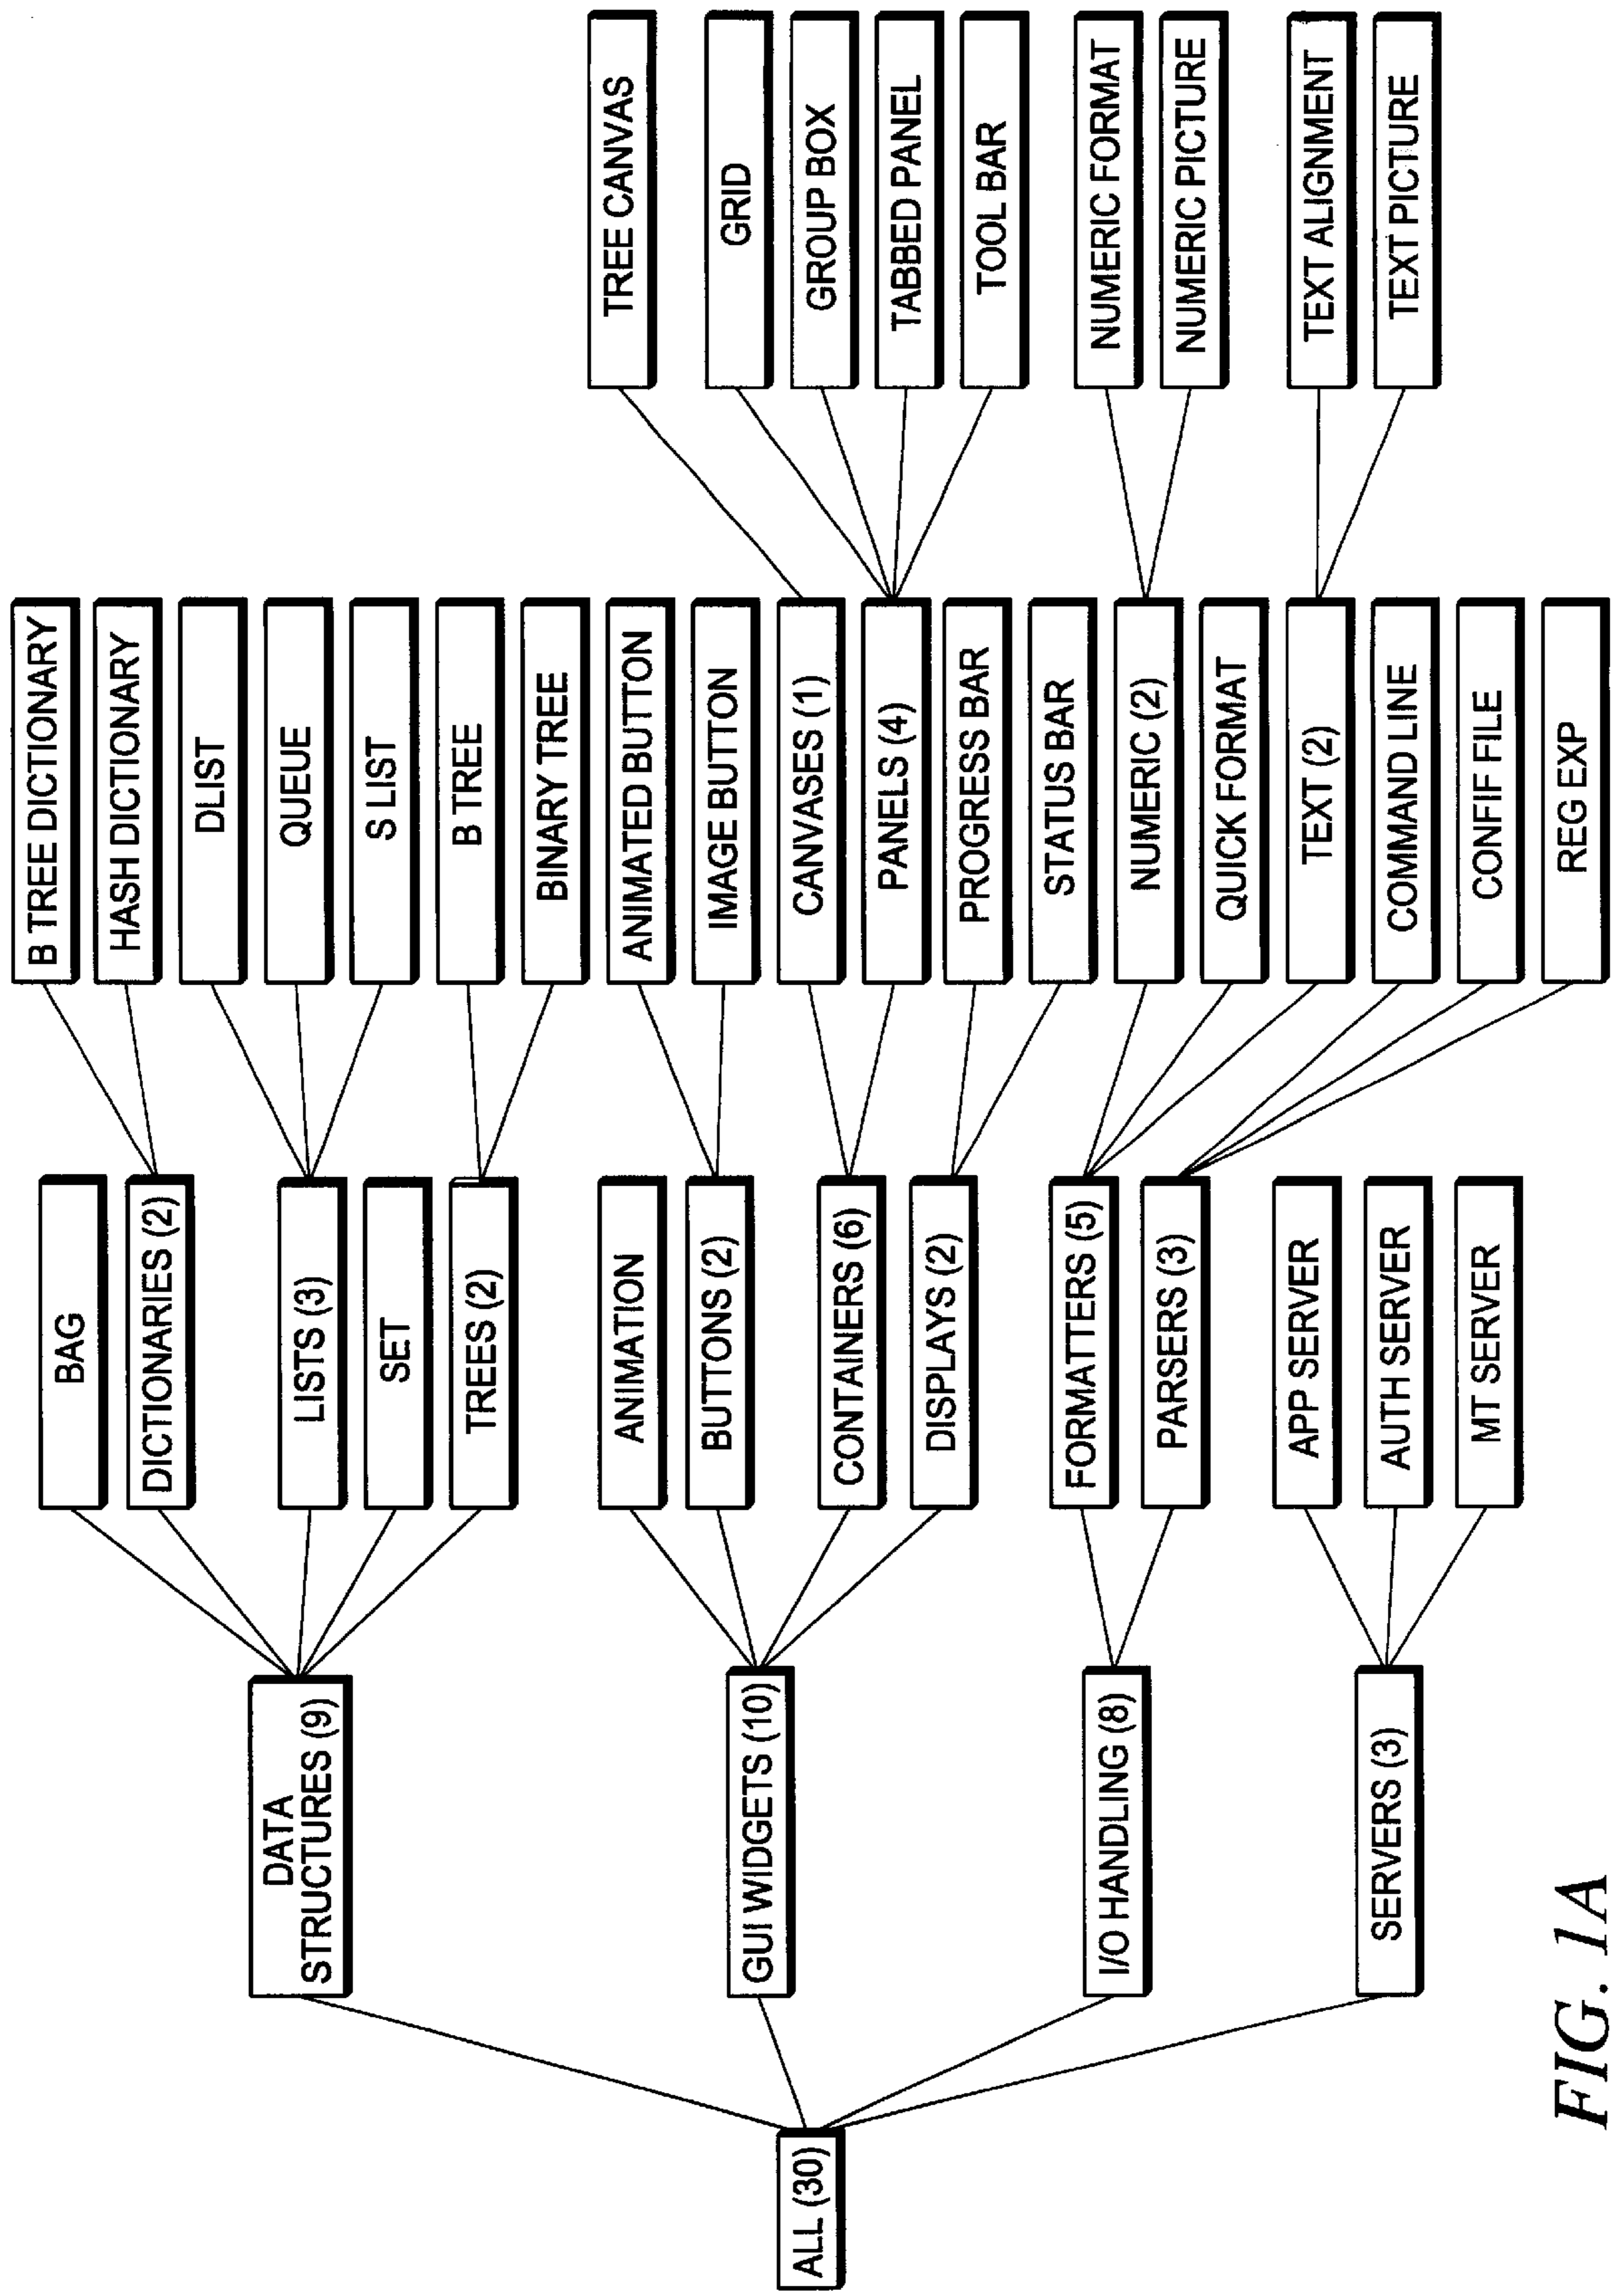 ALL (30)
DATA
STRUCTURES (9)
GUI WIDGETS (10)
I/O HANDLING (8)
SERVERS (3)
BAG
DICTIONARIES (2)
LISTS (3)
SET
TREES (2)
ANIMATION
BUTTONS (2)
CONTAINERS (6)
DISPLAYS (2)
FORMATTERS (5)
PARSERS (3)
APP SERVER
AUTH SERVER
MT SERVER
B TREE DICTIONARY
HASH DICTIONARY
DLIST
QUEUE
S LIST
B TREE
BINARY TREE
ANIMATED BUTTON
IMAGE BUTTON
CANVASES (1)
PANELS (4)
PROGRESS BAR
STATUS BAR
NUMERIC (2)
QUICK FORMAT
TEXT (2)
COMMAND LINE
CONFIF FILE
REG EXP
TREE CANVAS
GRID
GROUP BOX
TABBED PANEL
TOOL BAR
NUMERIC FORMAT
NUMERIC PICTURE
TEXT ALIGNMENT
TEXT PICTURE
FIG. 1A